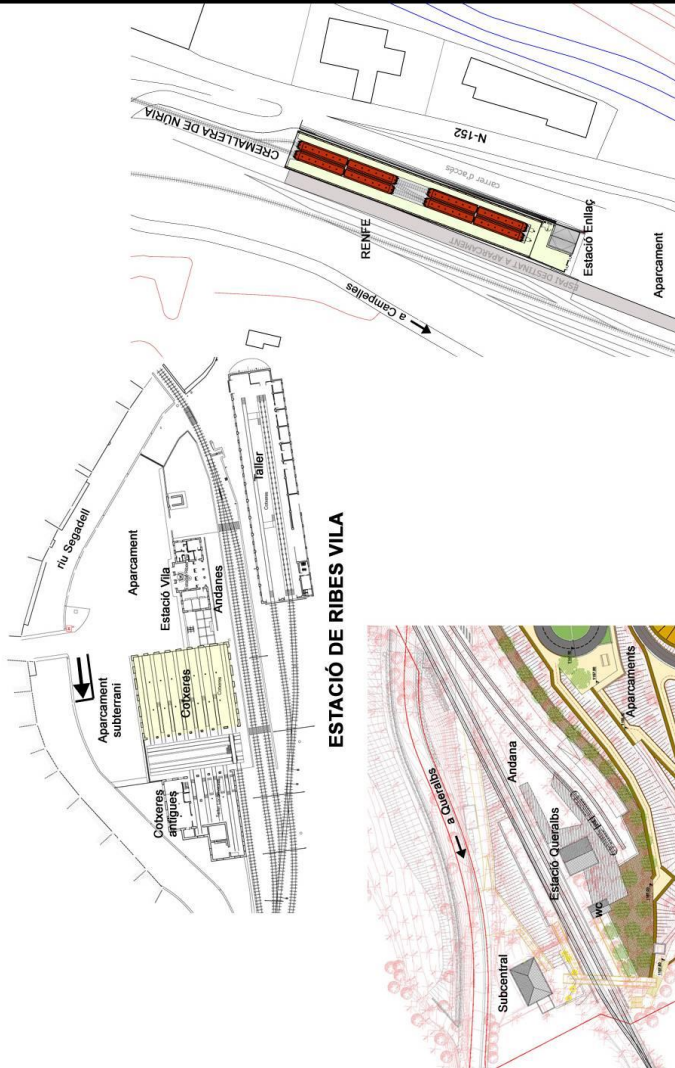 CREMALLERA DE NÚRIA
N-152
carrer d'accés
RENFE
ESPAI DESTINAT A APARCAMENT
Estació Enllaç
Aparcament
a Campelles
riu Segadell
Aparcament
Estació Vila
Andanes
Taller
Aparcament
subterrani
Cotxeres
Cotxeres
antigues
ESTACIÓ DE RIBES VILA
a Queralbs
Andana
Aparcaments
Estació Queralbs
WC
Subcentral